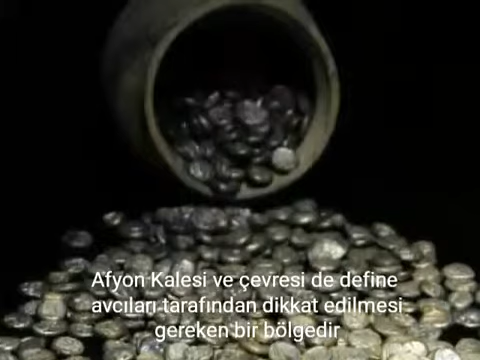 Afyon Kalesi ve çevresi de define
avcıları tarafından dikkat edilmesi
gereken bir bölgedir